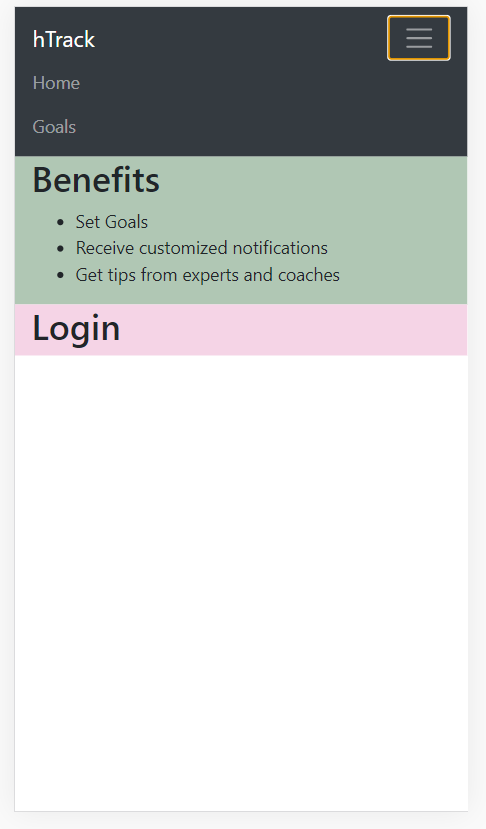 hTrack
Home
Goals
Benefits
Set Goals
Receive customized notifications
Get tips from experts and coaches
Login